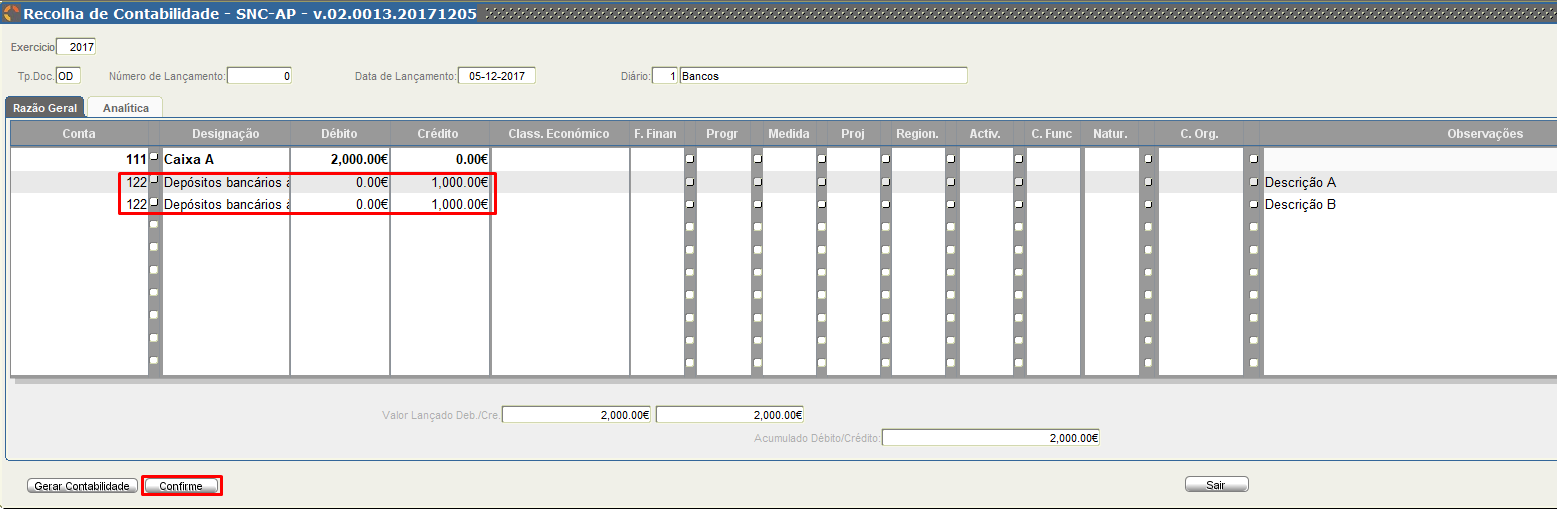 Recolha de Contabilidade - SNC-AP - v.02.0013.20171205
Exercicio 2017
Tp.Doc. OD Número de Lançamento: 0 Data de Lançamento: 05-12-2017 Diário: 1 Bancos
Razão Geral Analítica
Conta Designação Débito Crédito Class. Económico F. Finan Progr Medida Proj Region. Activ. C. Func Natur. C. Org. Observações
111 Caixa A 2,000.00€ 0.00€
122 Depósitos bancários 0.00€ 1,000.00€ Descrição A
122 Depósitos bancários 0.00€ 1,000.00€ Descrição B
Valor Lançado Deb./Cre. 2,000.00€ 2,000.00€
Acumulado Débito/Crédito: 2,000.00€
Gerar Contabilidade Confirme Sair